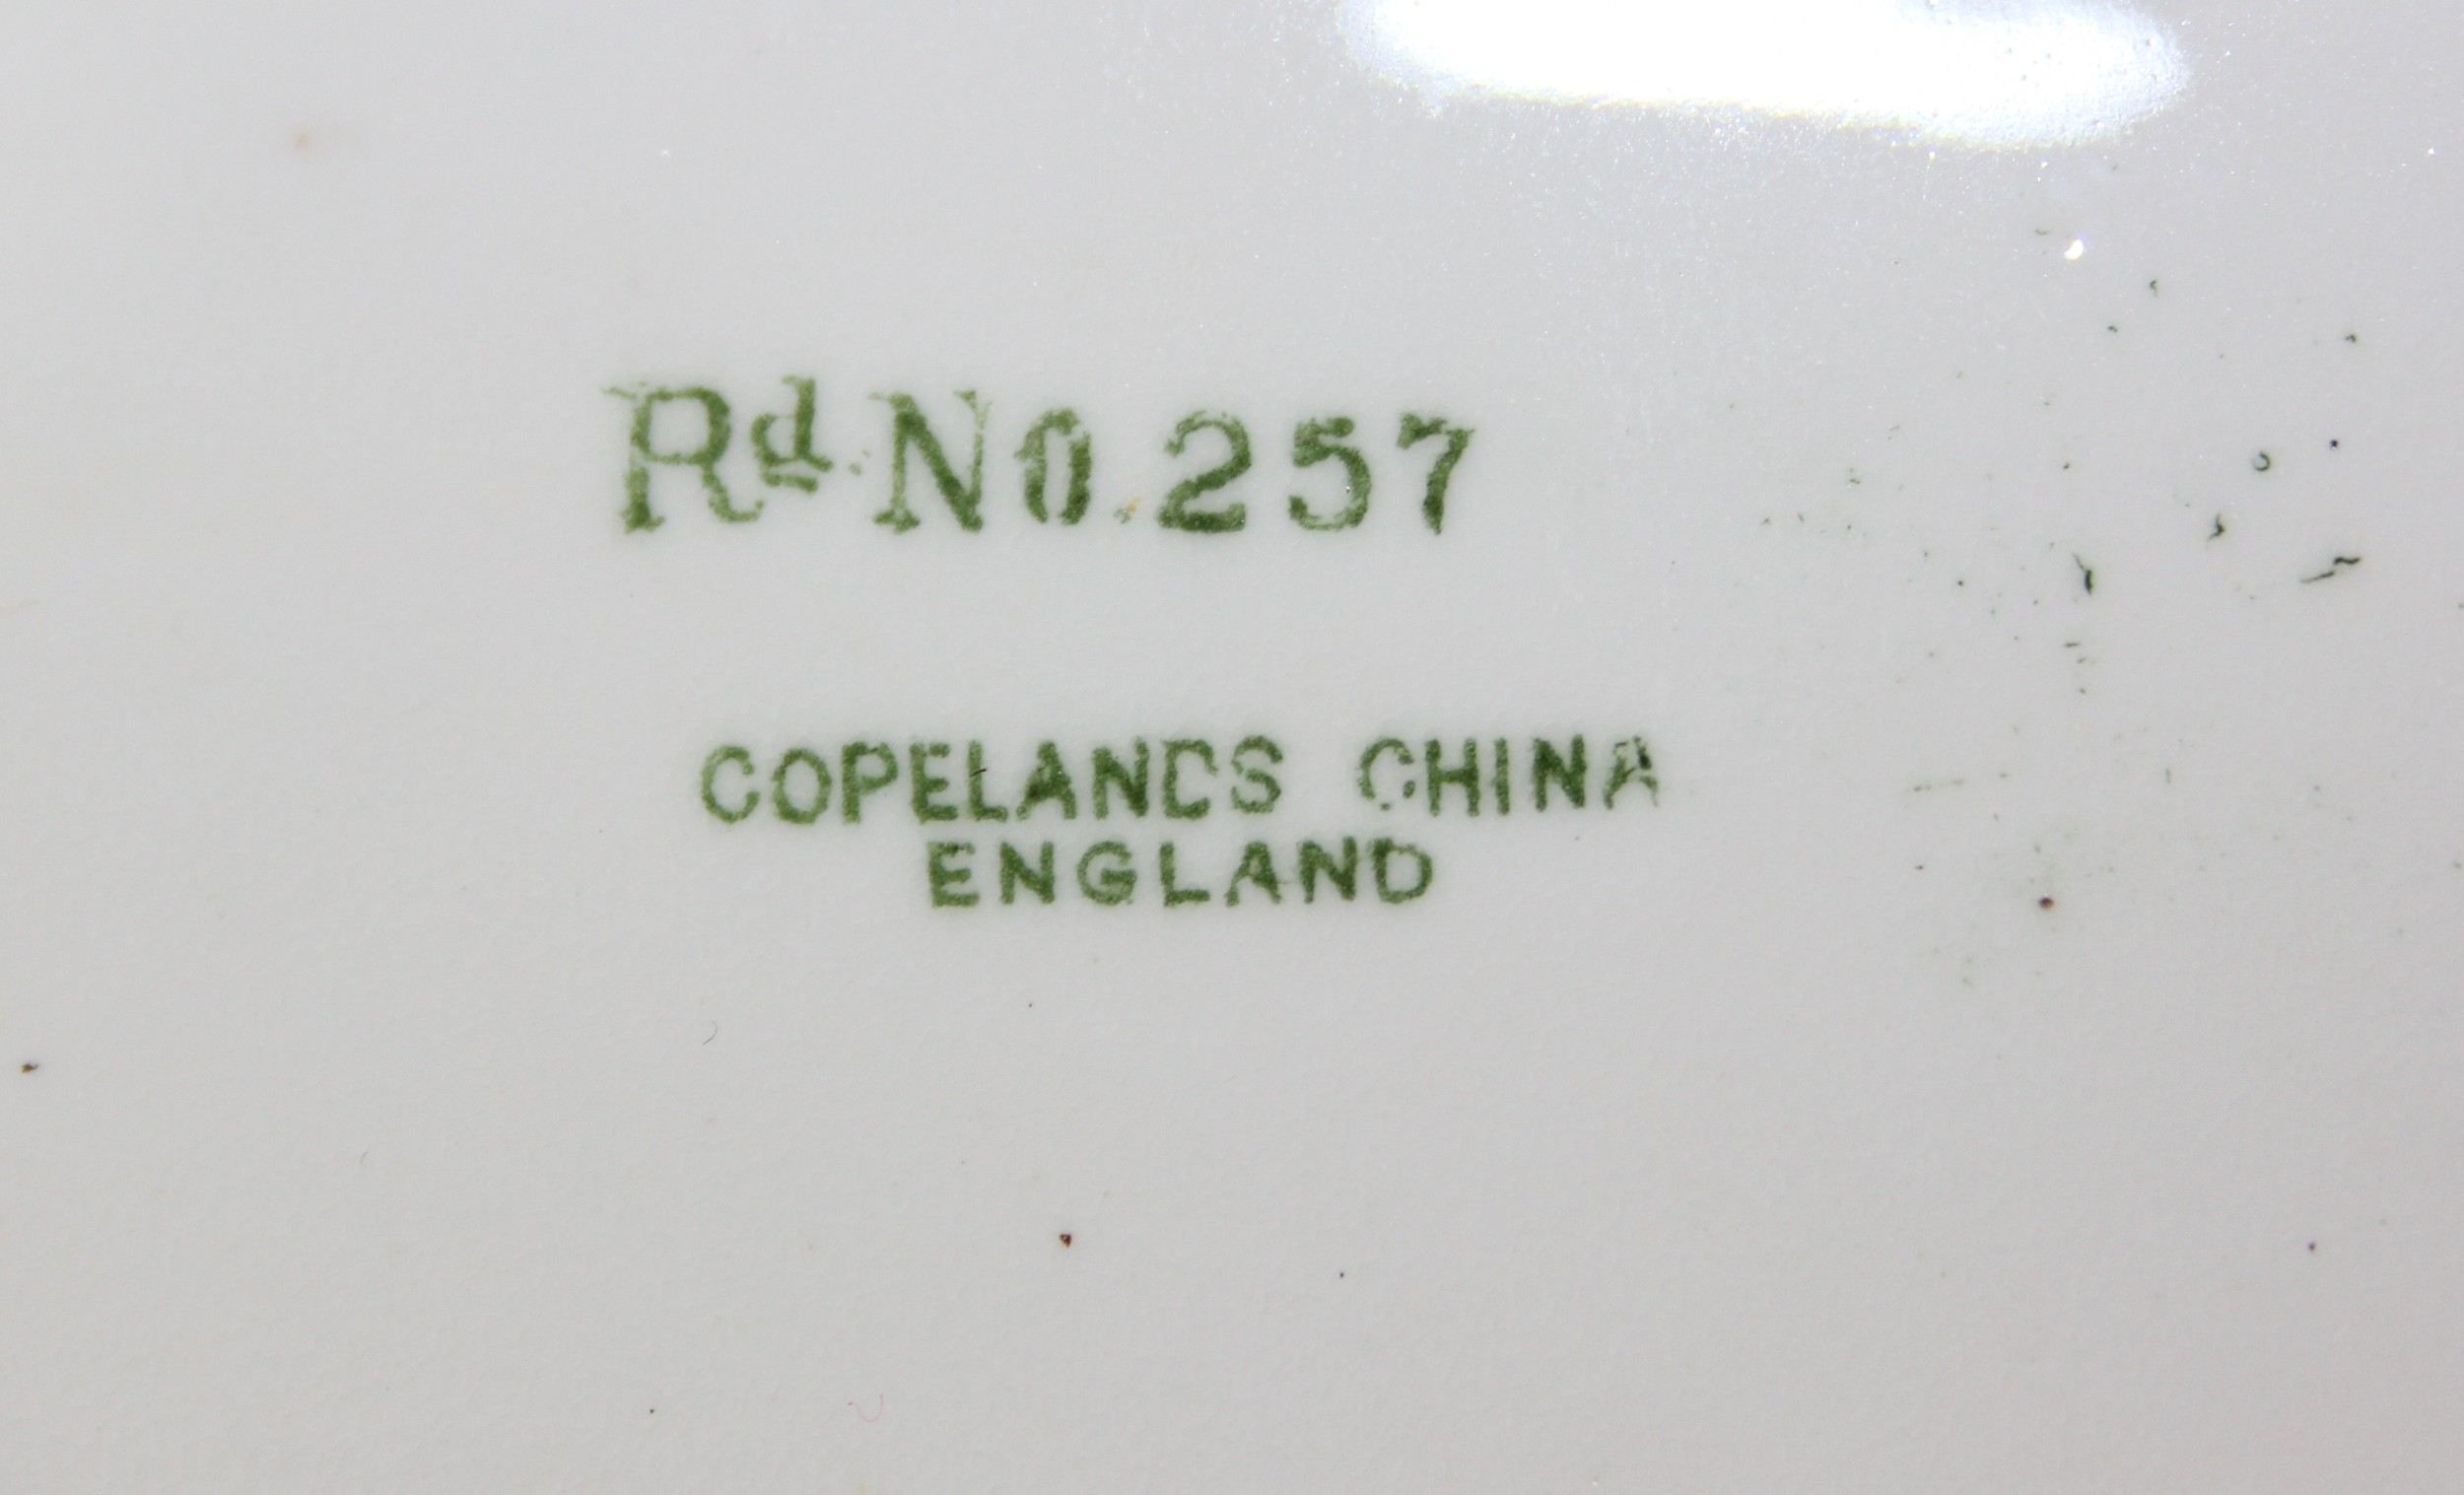 Rd. No. 257
COPELANDS CHINA
ENGLAND